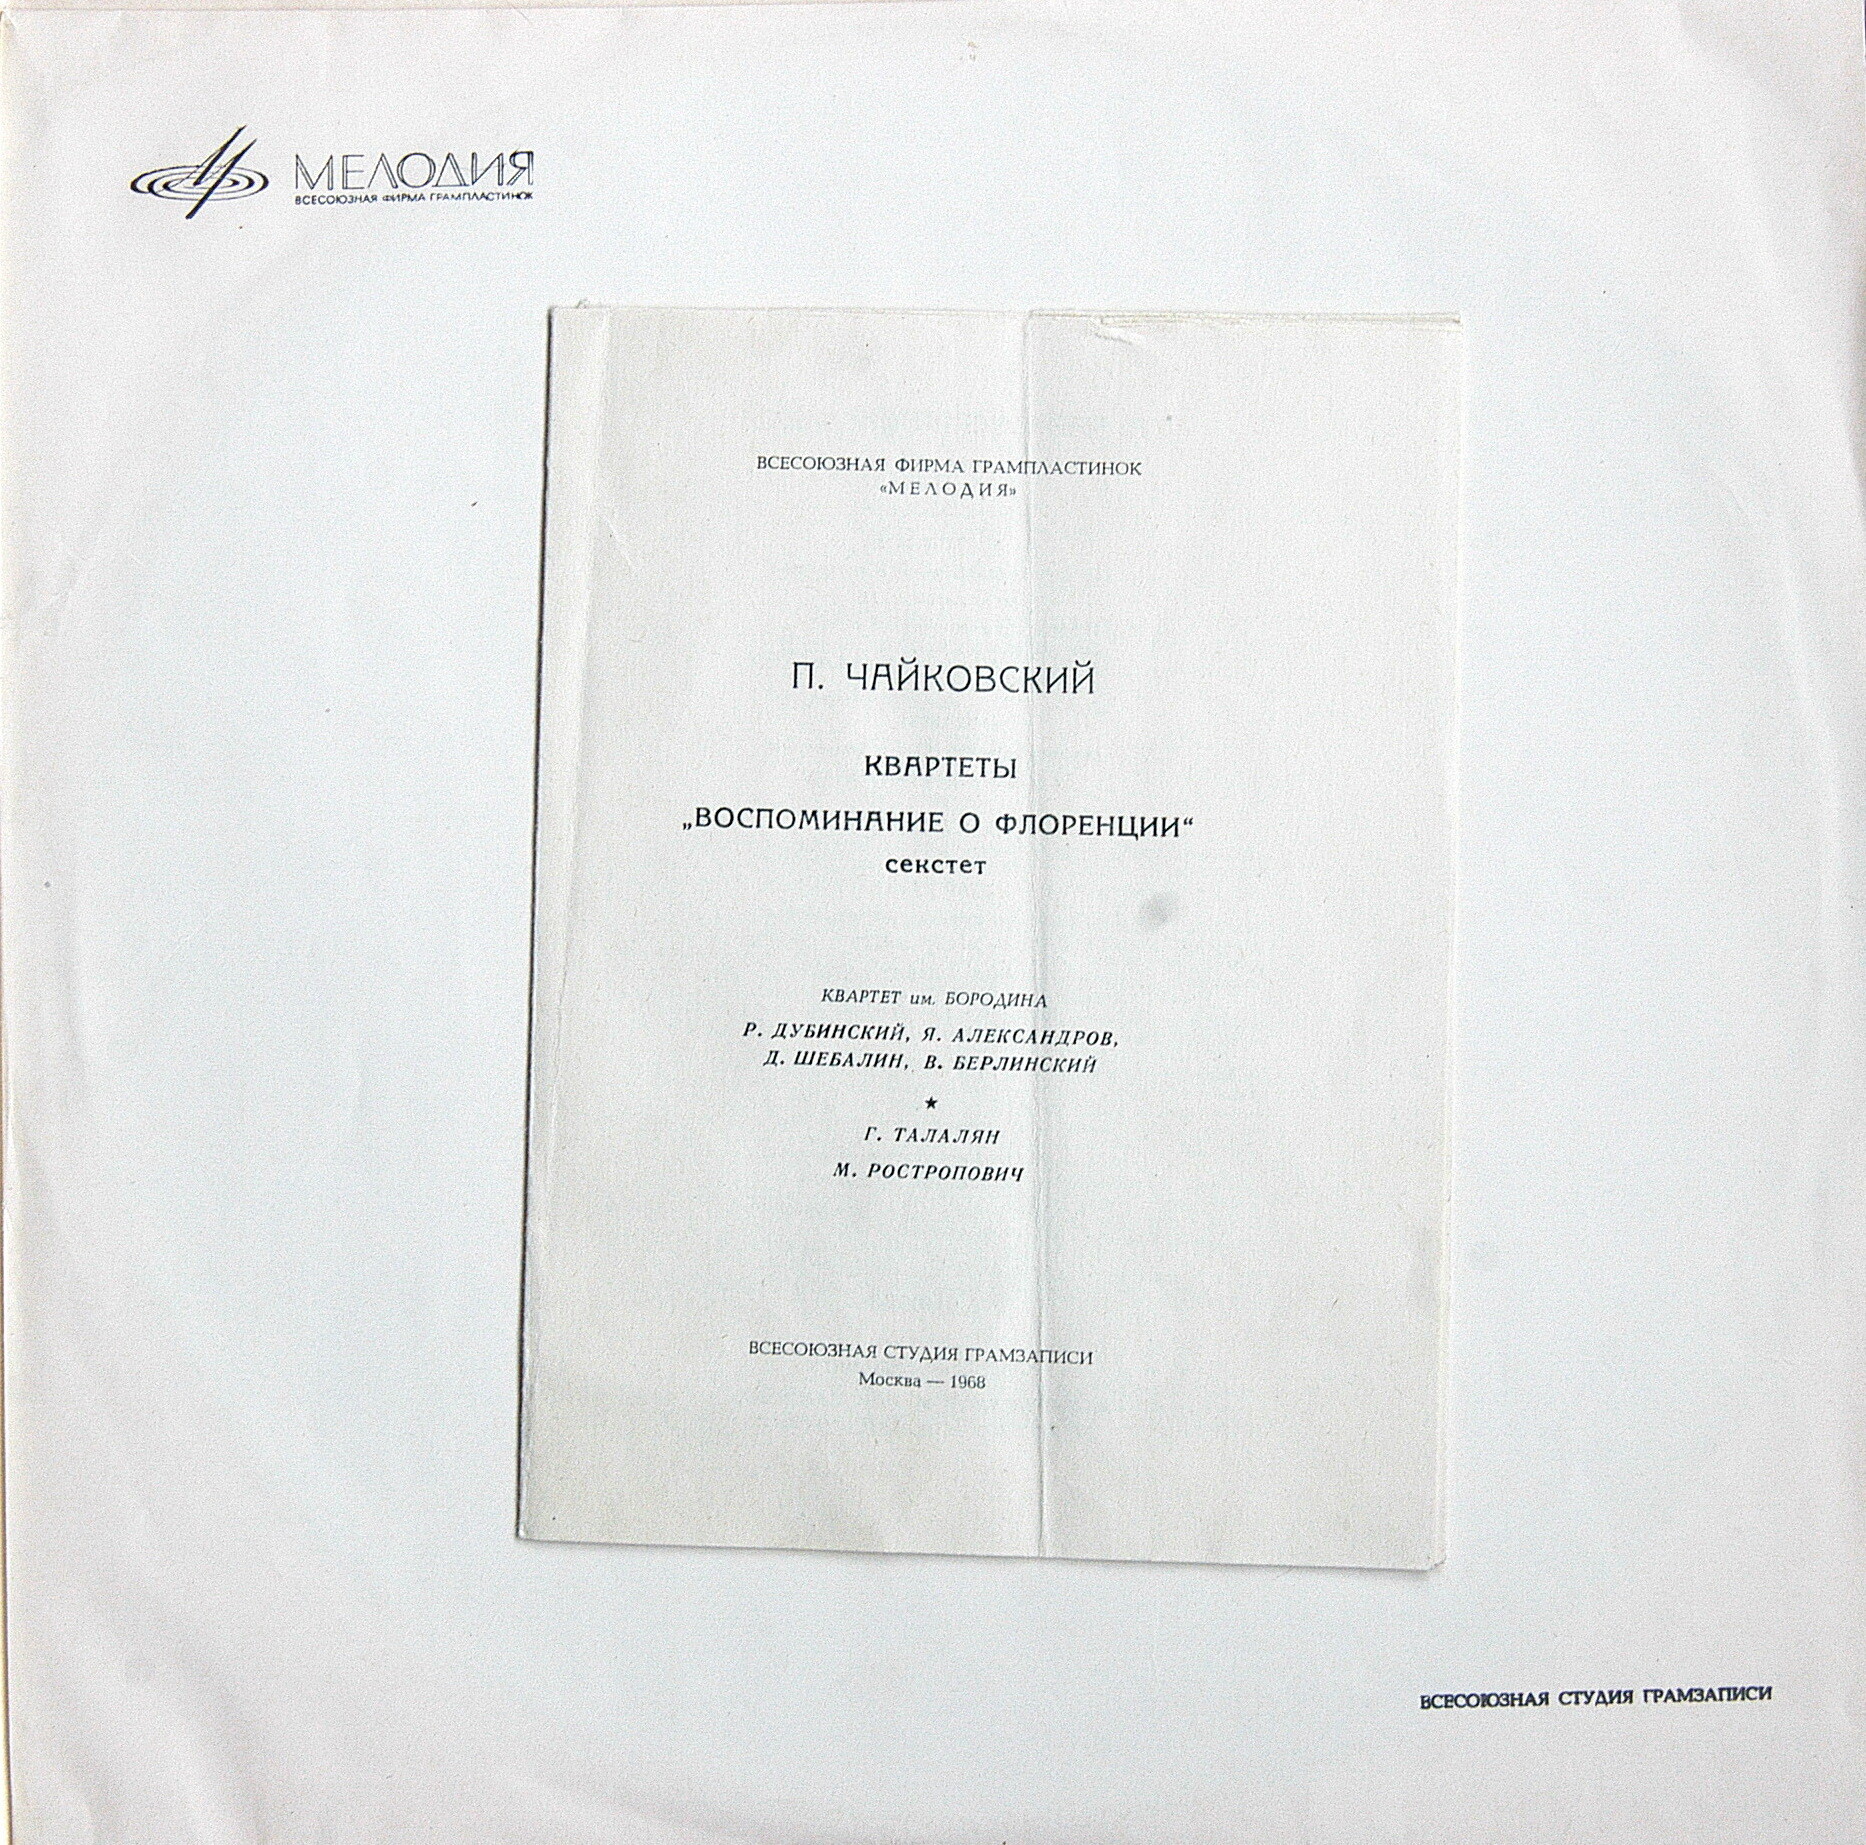 МЕЛОДИЯ
ВСЕСОЮЗНАЯ ФИРМА ГРАМПЛАСТИНОК
ВСЕСОЮЗНАЯ ФИРМА ГРАМПЛАСТИНОК
«МЕЛОДИЯ»
П. ЧАЙКОВСКИЙ
КВАРТЕТЫ
„ВОСПОМИНАНИЕ О ФЛОРЕНЦИИ“
секстет
КВАРТЕТ им. БОРОДИНА
Р. ДУБИНСКИЙ, Я. АЛЕКСАНДРОВ,
Д. ШЕБАЛИН, В. БЕРЛИНСКИЙ
★
Г. ТАЛАЛЯН
М. РОСТРОПОВИЧ
ВСЕСОЮЗНАЯ СТУДИЯ ГРАМЗАПИСИ
Москва — 1968
ВСЕСОЮЗНАЯ СТУДИЯ ГРАМЗАПИСИ